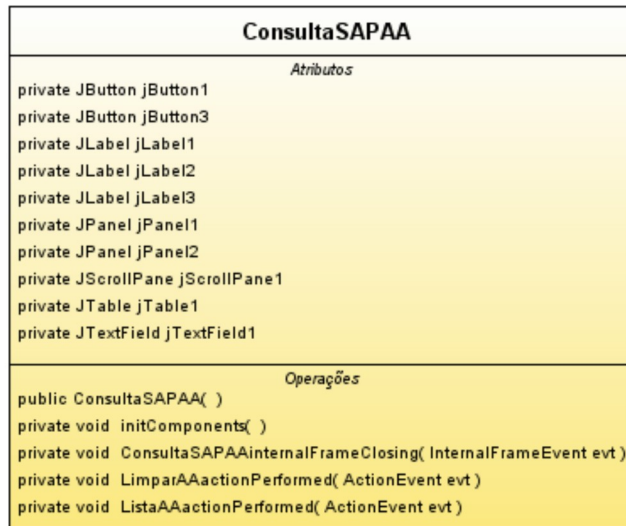 ConsultaSAPAA
Atributos
private JButton jButton1
private JButton jButton3
private JLabel jLabel1
private JLabel jLabel2
private JLabel jLabel3
private JPanel jPanel1
private JPanel jPanel2
private JScrollPane jScrollPane1
private JTable jTable1
private JTextField jTextField1
Operações
public ConsultaSAPAA( )
private void initComponents( )
private void ConsultaSAPAAinternalFrameClosing( InternalFrameEvent evt )
private void LimparAAactionPerformed( ActionEvent evt )
private void ListaAAactionPerformed( ActionEvent evt )